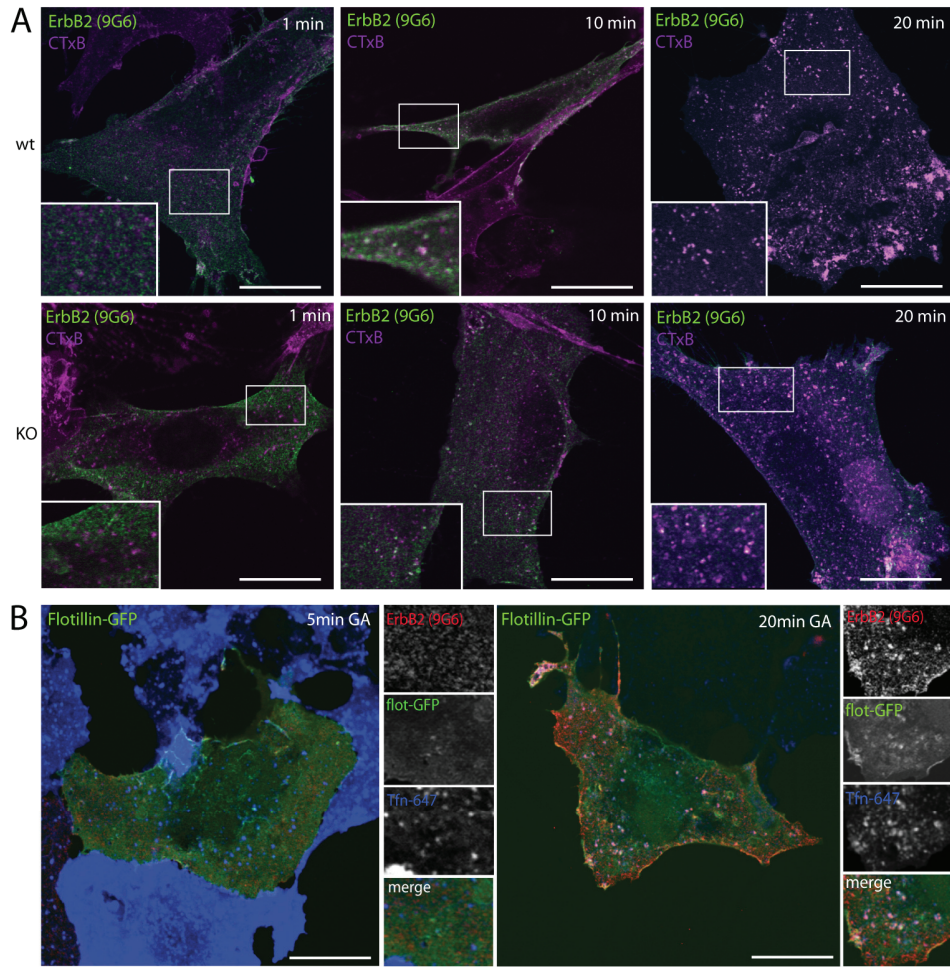 A
ErbB2 (9G6)
CTxB
1 min
ErbB2 (9G6)
CTxB
10 min
ErbB2 (9G6)
CTxB
20 min
wt
ErbB2 (9G6)
CTxB
1 min
ErbB2 (9G6)
CTxB
10 min
ErbB2 (9G6)
CTxB
20 min
KO
B
Flotillin-GFP
5min GA
ErbB2 (9G6)
flot-GFP
Tfn-647
merge
Flotillin-GFP
20min GA
ErbB2 (9G6)
flot-GFP
Tfn-647
merge